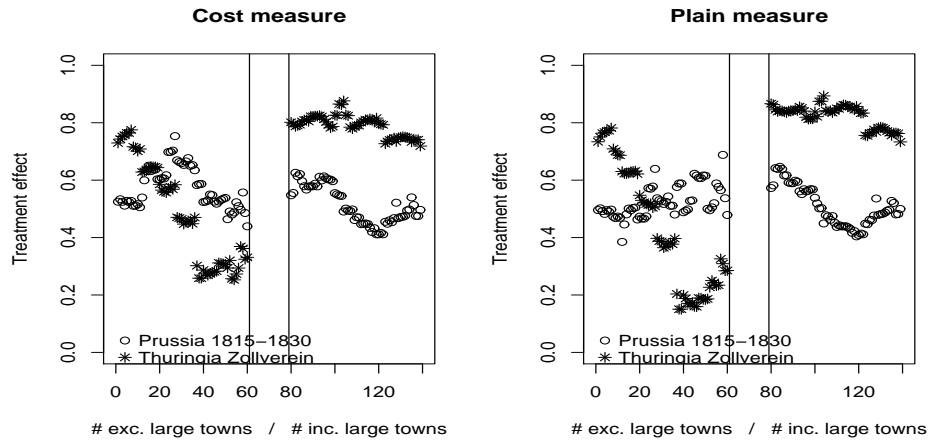 Cost measure
Treatment effect
1.0
0.8
0.6
0.4
0.2
0.0
Prussia 1815−1830
Thuringia Zollverein
0 20 40 60 80 120
# exc. large towns / # inc. large towns
Plain measure
Treatment effect
1.0
0.8
0.6
0.4
0.2
0.0
Prussia 1815−1830
Thuringia Zollverein
0 20 40 60 80 120
# exc. large towns / # inc. large towns